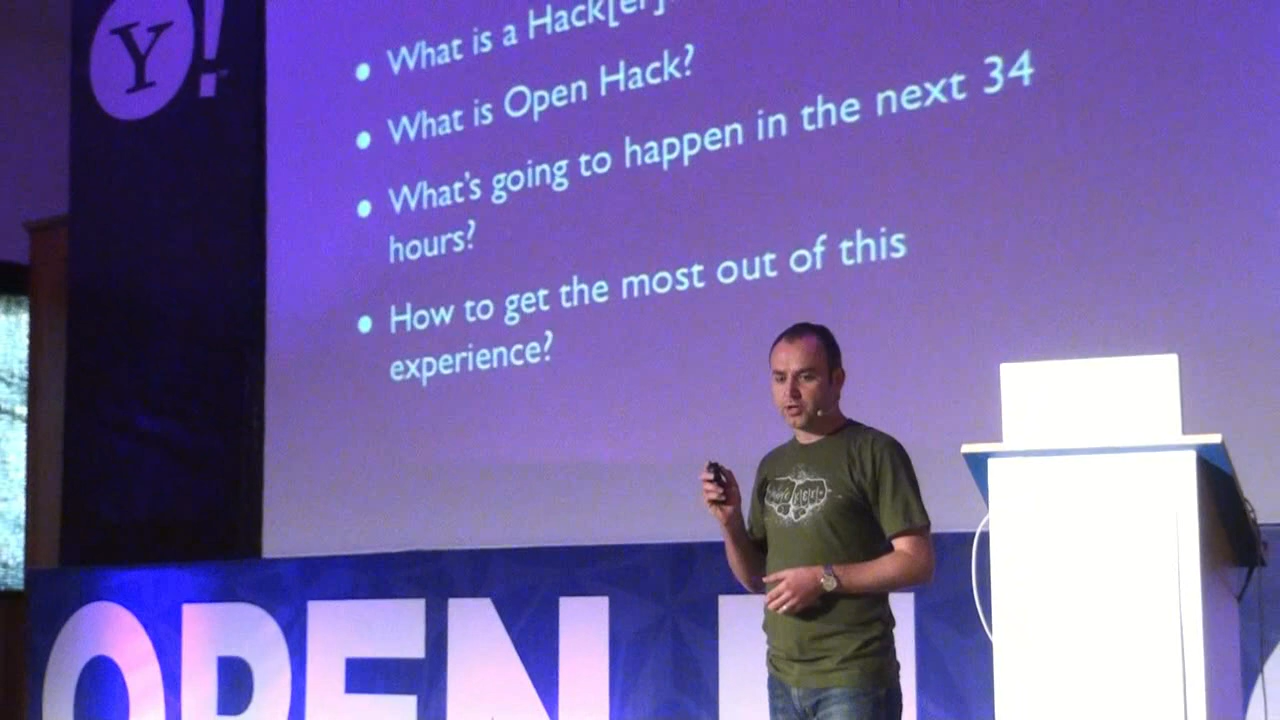 Y!
What is a Hack[er]
What is Open Hack?
What's going to happen in the next 34
hours?
How to get the most out of this
experience?
OPEN H